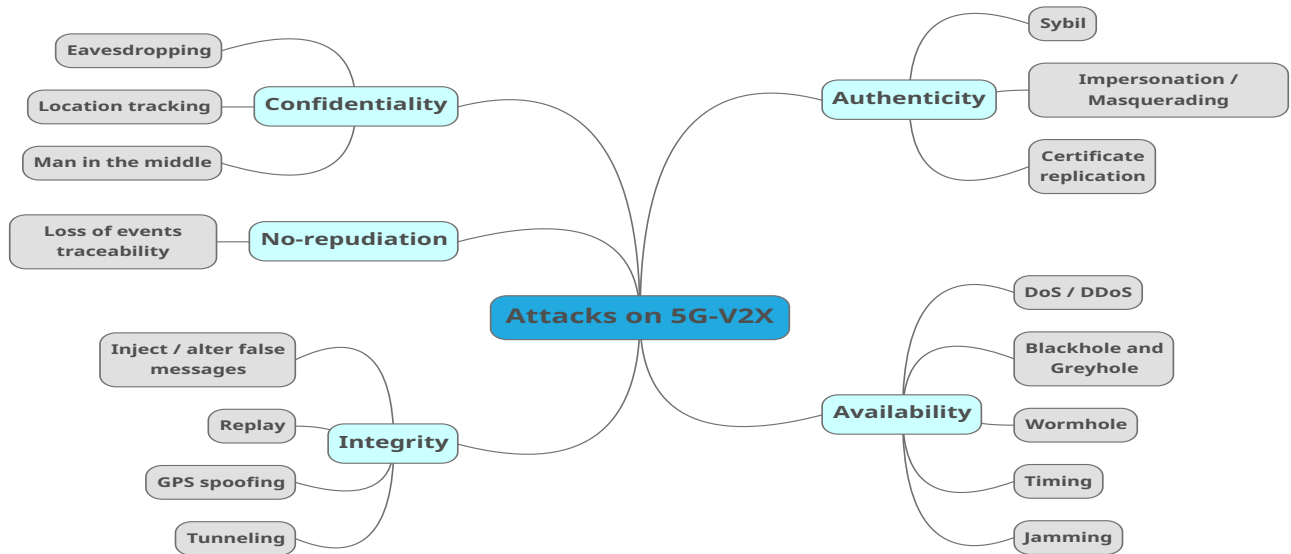 Attacks on 5G-V2X
Confidentiality
Eavesdropping
Location tracking
Man in the middle
No-repudiation
Loss of events
traceability
Integrity
Inject / alter false
messages
Replay
GPS spoofing
Tunneling
Authenticity
Sybil
Impersonation /
Masquerading
Certificate
replication
Availability
DoS / DDoS
Blackhole and
Greyhole
Wormhole
Timing
Jamming